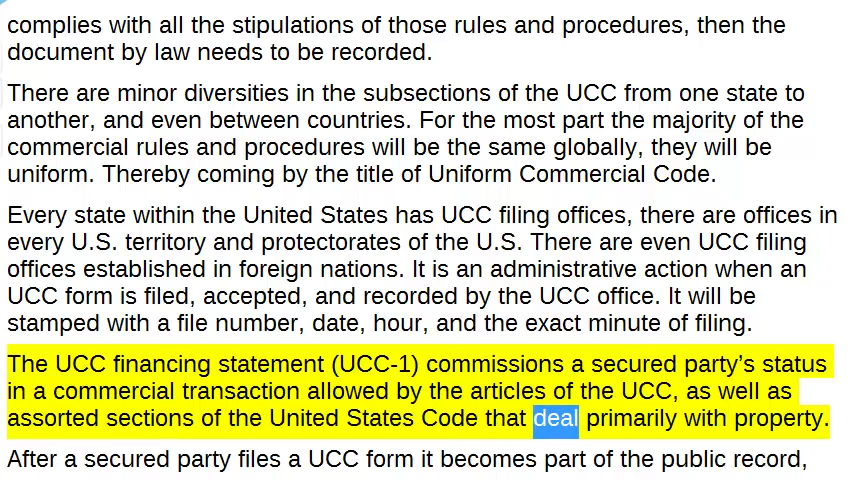 complies with all the stipulations of those rules and procedures, then the
document by law needs to be recorded.
There are minor diversities in the subsections of the UCC from one state to
another, and even between countries. For the most part the majority of the
commercial rules and procedures will be the same globally, they will be
uniform. Thereby coming by the title of Uniform Commercial Code.
Every state within the United States has UCC filing offices, there are offices in
every U.S. territory and protectorates of the U.S. There are even UCC filing
offices established in foreign nations. It is an administrative action when an
UCC form is filed, accepted, and recorded by the UCC office. It will be
stamped with a file number, date, hour, and the exact minute of filing.
The UCC financing statement (UCC-1) commissions a secured party’s status
in a commercial transaction allowed by the articles of the UCC, as well as
assorted sections of the United States Code that deal primarily with property.
After a secured party files a UCC form it becomes part of the public record,